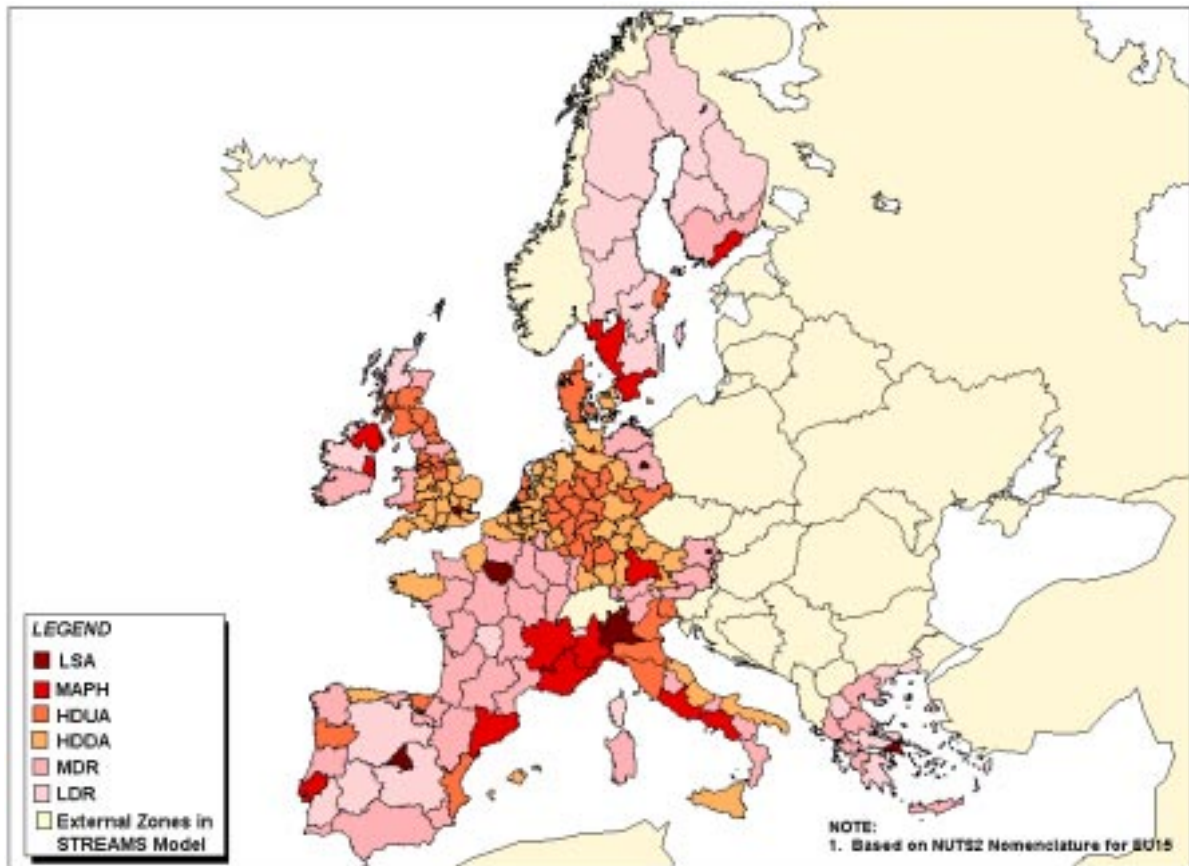 LEGEND
LSA
MAPH
HDUA
HDDA
MDR
LDR
External Zones in
STREAMS Model
NOTE:
1. Based on NUTS2 Nomenclature for EU15